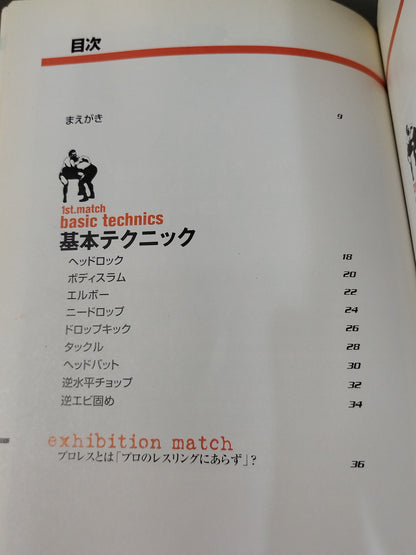 目次
まえがき 9
1st.match
basic technics
基本テクニック
ヘッドロック 18
ボディスラム 20
エルボー 22
ニードロップ 24
ドロップキック 26
タックル 28
ヘッドバット 30
逆水平チョップ 32
逆エビ固め 34
exhibition match
プロレスとは「プロのレスリングにあらず」? 36